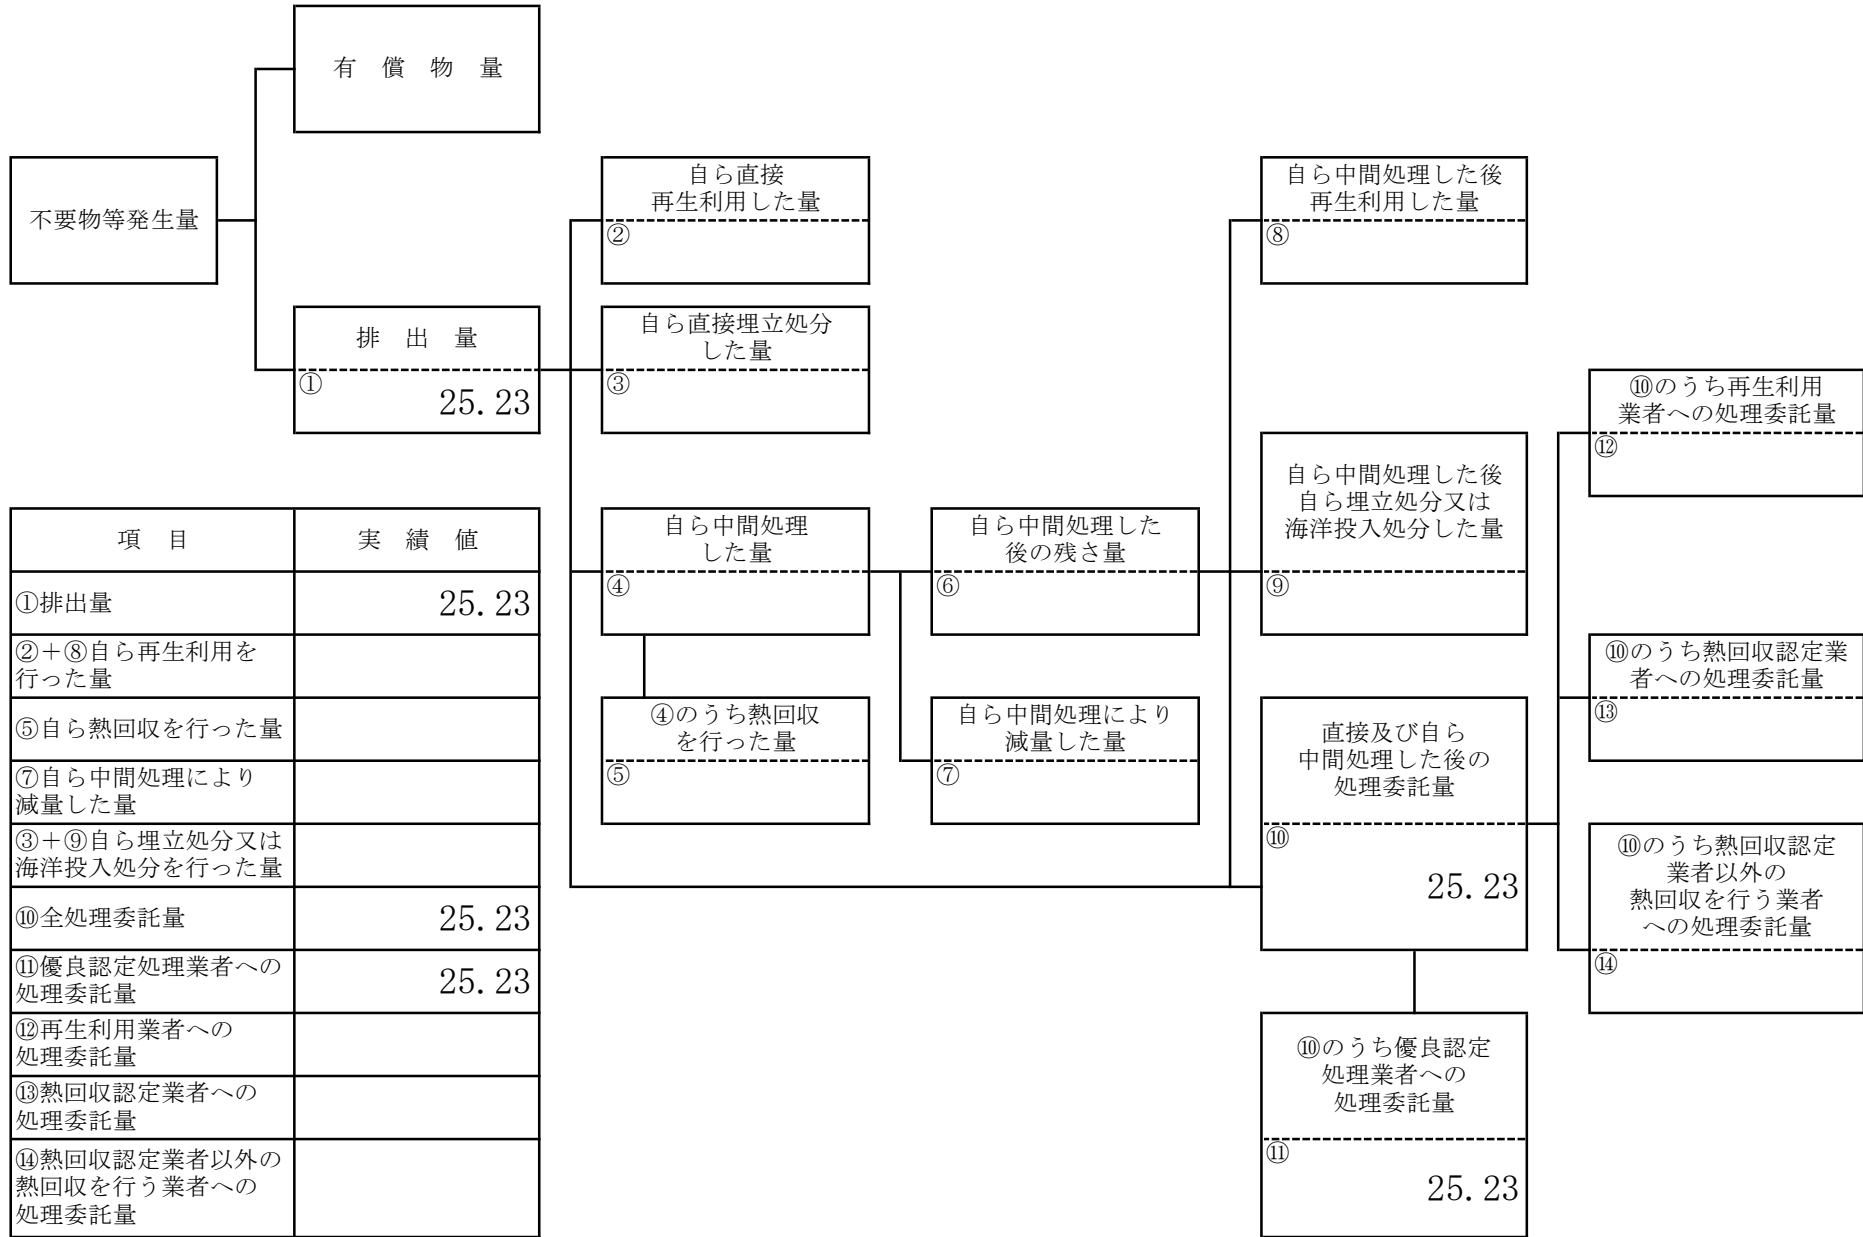 有　償　物　量
不要物等発生量
排　出　量
①
25.23
自ら直接
再生利用した量
②
自ら直接埋立処分
した量
③
自ら中間処理
した量
④
④のうち熱回収
を行った量
⑤
自ら中間処理した
後の残さ量
⑥
自ら中間処理により
減量した量
⑦
自ら中間処理した後
再生利用した量
⑧
自ら中間処理した後
自ら埋立処分又は
海洋投入処分した量
⑨
直接及び自ら
中間処理した後の
処理委託量
⑩
25.23
⑩のうち優良認定
処理業者への
処理委託量
⑪
25.23
⑩のうち再生利用
業者への処理委託量
⑫
⑩のうち熱回収認定業
者への処理委託量
⑬
⑩のうち熱回収認定
業者以外の
熱回収を行う業者
への処理委託量
⑭
項　目　実　績　値
①排出量　25.23
②＋⑧自ら再生利用を
行った量
⑤自ら熱回収を行った量
⑦自ら中間処理により
減量した量
③＋⑨自ら埋立処分又は
海洋投入処分を行った量
⑩全処理委託量　25.23
⑪優良認定処理業者への
処理委託量　25.23
⑫再生利用業者への
処理委託量
⑬熱回収認定業者への
処理委託量
⑭熱回収認定業者以外の
熱回収を行う業者への
処理委託量